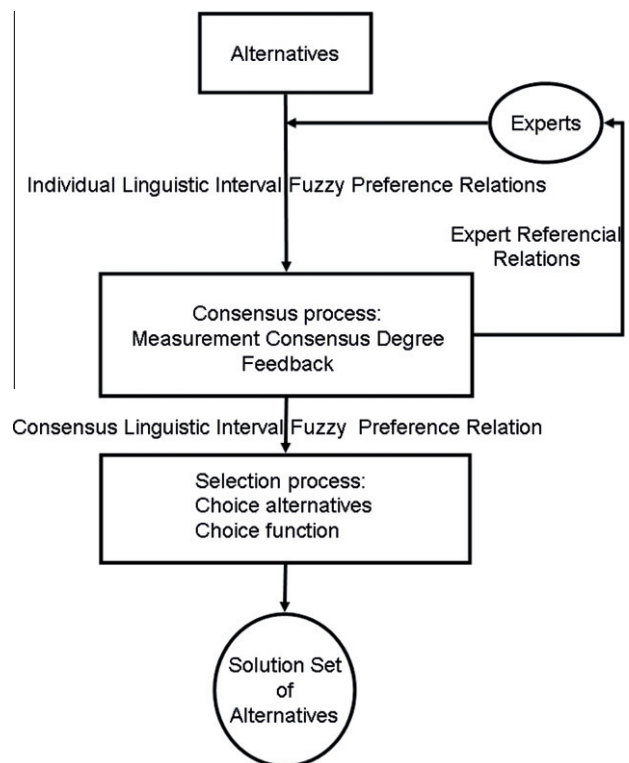 Alternatives
Experts
Individual Linguistic Interval Fuzzy Preference Relations
Expert Referencial
Relations
Consensus process:
Measurement Consensus Degree
Feedback
Consensus Linguistic Interval Fuzzy Preference Relation
Selection process:
Choice alternatives
Choice function
Solution Set
of
Alternatives